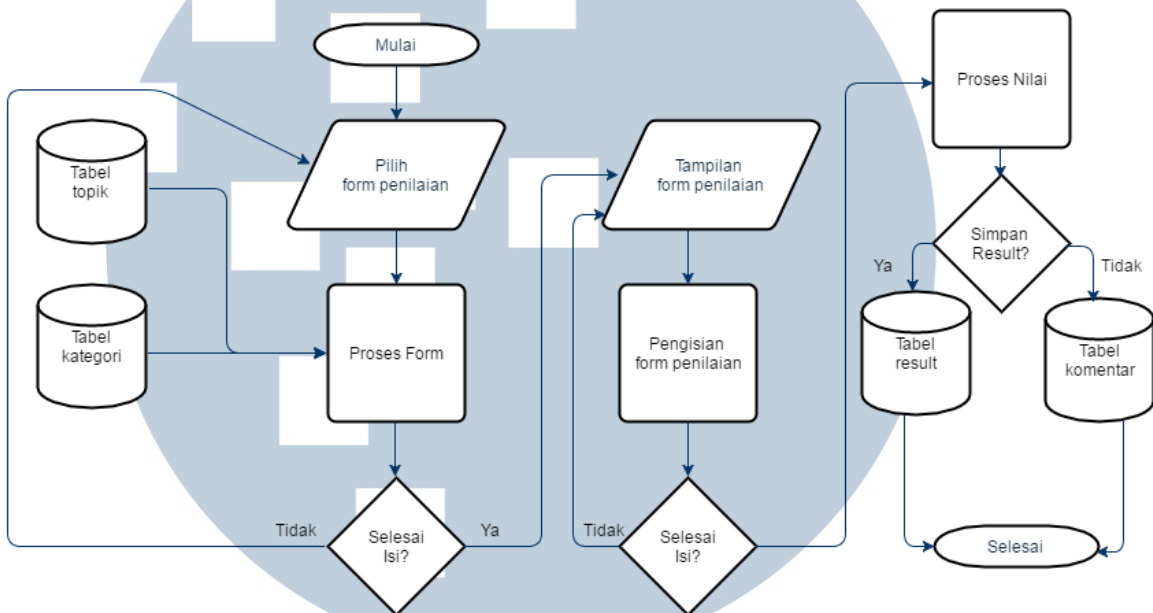 Mulai
Pilih
form penilaian
Tabel
topik
Tabel
kategori
Proses Form
Selesai
Isi?
Tidak
Ya
Tampilan
form penilaian
Pengisian
form penilaian
Selesai
Isi?
Tidak
Proses Nilai
Simpan
Result?
Ya
Tidak
Tabel
result
Tabel
komentar
Selesai